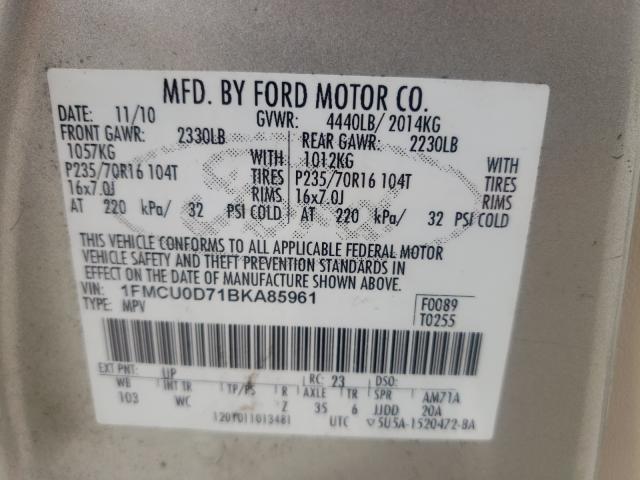 MFD. BY FORD MOTOR CO.
DATE: 11/10 GVWR: 4440LB/ 2014KG
FRONT GAWR: 2330LB REAR GAWR: 2230LB
1057KG WITH 1012KG WITH
P235/70R16 104T TIRES P235/70R16 104T TIRES
16x7.0J RIMS 16x7.0J RIMS
AT 220 kPa/ 32 PSI COLD AT 220 kPa/ 32 PSI COLD
THIS VEHICLE CONFORMS TO ALL APPLICABLE FEDERAL MOTOR
VEHICLE SAFETY AND THEFT PREVENTION STANDARDS IN
EFFECT ON THE DATE OF MANUFACTURE SHOWN ABOVE.
VIN: 1FMCU0D71BKA85961 F0089
TYPE: MPV T0255
EXT PNT: UP RC: 23 DSO:
WB INT TR TP/PS R AXLE TR SPR AM71A
103 WC Z 35 6 JJDD 20A
120Y011013481 UTC ▽5U5A-1520472-BA